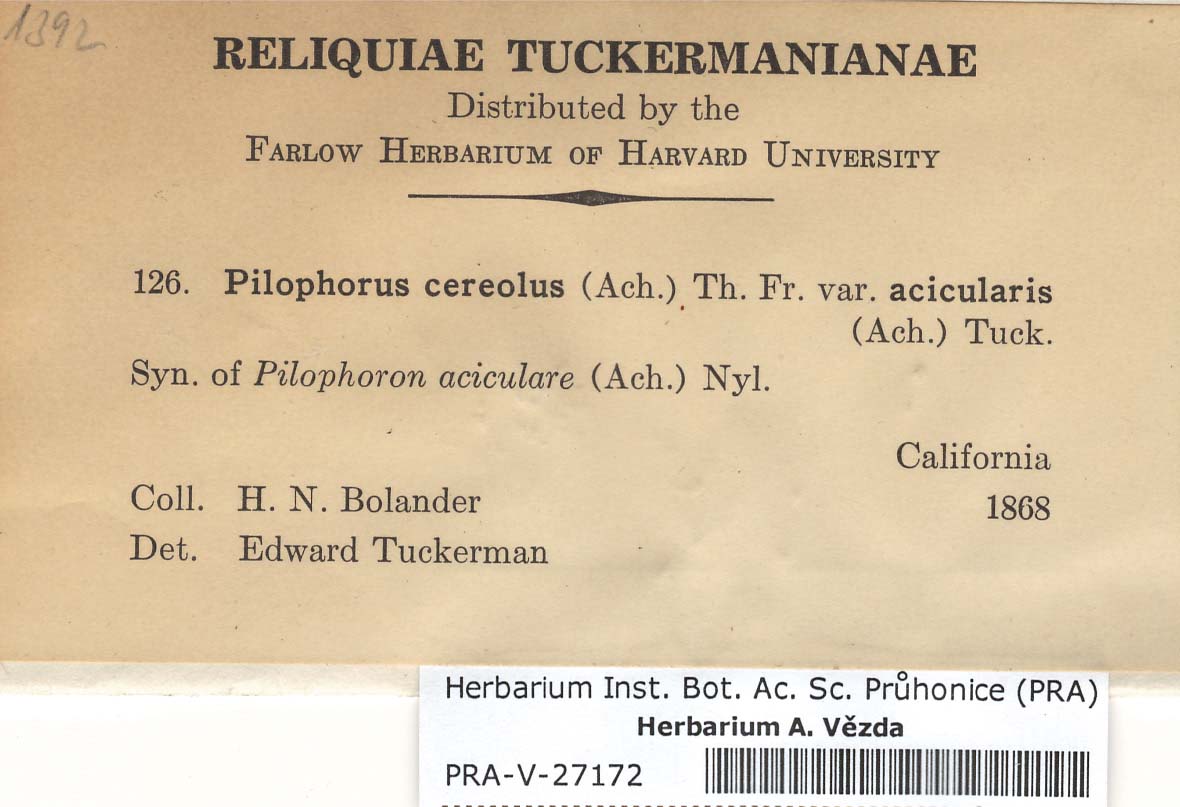 1392
RELIQUIAE TUCKERMANIANAE
Distributed by the
FARLOW HERBARIUM OF HARVARD UNIVERSITY
126. Pilophorus cereolus (Ach.) Th. Fr. var. acicularis
(Ach.) Tuck.
Syn. of Pilophoron aciculare (Ach.) Nyl.
California
Coll. H. N. Bolander 1868
Det. Edward Tuckerman
Herbarium Inst. Bot. Ac. Sc. Průhonice (PRA)
Herbarium A. Vězda
PRA-V-27172